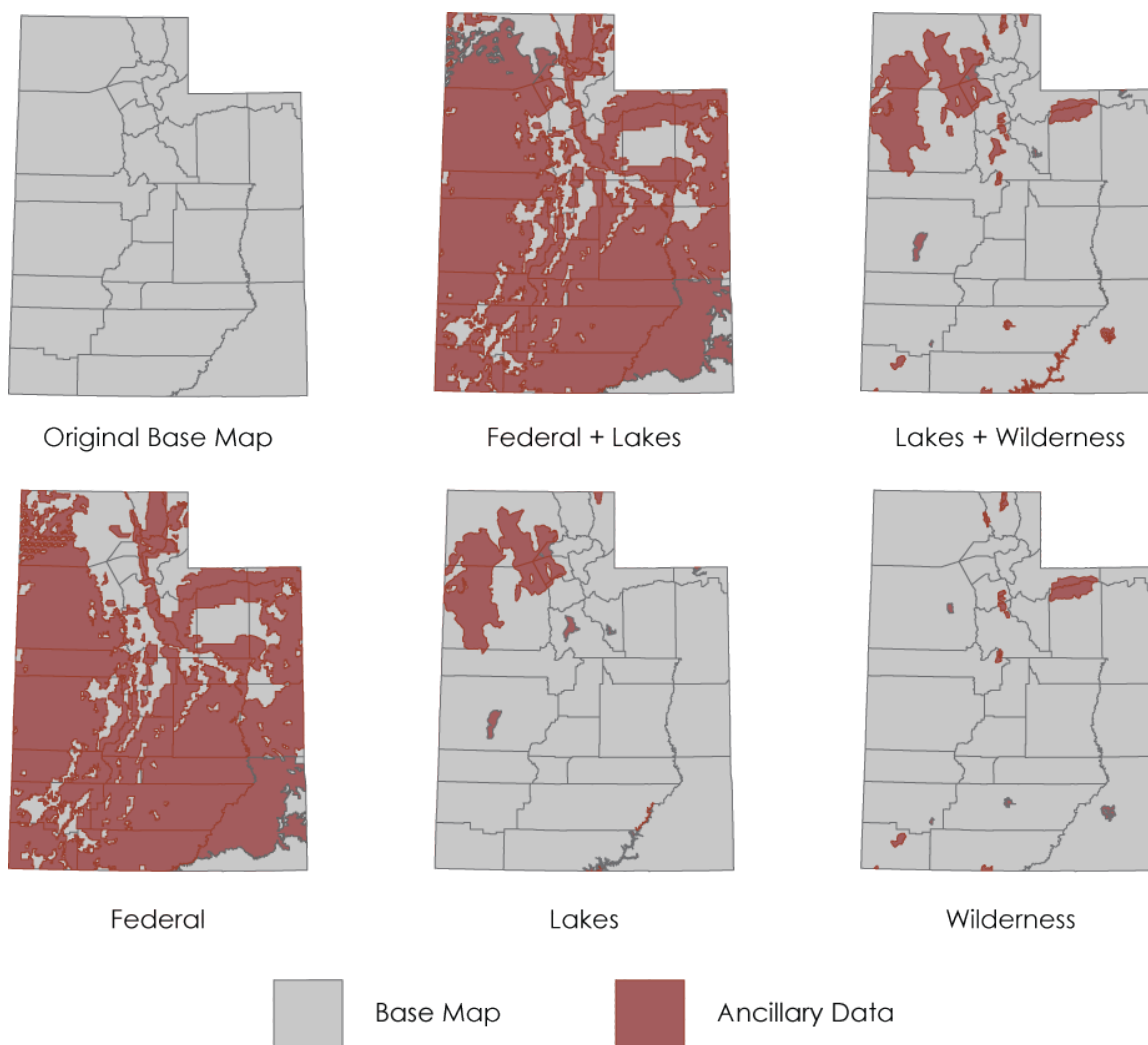 Original Base Map
Federal + Lakes
Lakes + Wilderness
Federal
Lakes
Wilderness
Base Map
Ancillary Data